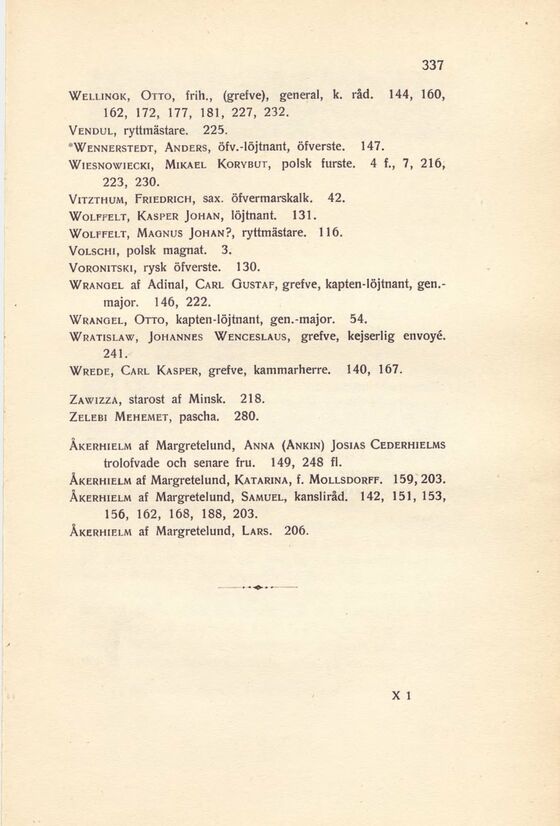 337
WELLINGK, OTTO, frih., (grefve), general, k. råd. 144, 160,
162, 172, 177, 181, 227, 232.
VENDUL, ryttmästare. 225.
*WENNERSTEDT, ANDERS, öfv.-löjtnant, öfverste. 147.
WIESNOWIECKI, MIKAEL KORYBUT, polsk furste. 4 f., 7, 216,
223, 230.
VITZTHUM, FRIEDRICH, sax. öfvermarskalk. 42.
WOLFFELT, KASPER JOHAN, löjtnant. 131.
WOLFFELT, MAGNUS JOHAN?, ryttmästare. 116.
VOLSCHI, polsk magnat. 3.
VORONITSKI, rysk öfverste. 130.
WRANGEL af Adinal, CARL GUSTAF, grefve, kapten-löjtnant, gen.-
major. 146, 222.
WRANGEL, OTTO, kapten-löjtnant, gen.-major. 54.
WRATISLAW, JOHANNES WENCESLAUS, grefve, kejserlig envoyé.
241.
WREDE, CARL KASPER, grefve, kammarherre. 140, 167.
ZAWIZZA, starost af Minsk. 218.
ZELEBI MEHEMET, pascha. 280.
ÅKERHIELM af Margretelund, ANNA (ANKIN) JOSIAS CEDERHIELMS
trolofvade och senare fru. 149, 248 fl.
ÅKERHIELM af Margretelund, KATARINA, f. MOLLSDORFF. 159, 203.
ÅKERHIELM af Margretelund, SAMUEL, kansliråd. 142, 151, 153,
156, 162, 168, 188, 203.
ÅKERHIELM af Margretelund, LARS. 206.
X 1